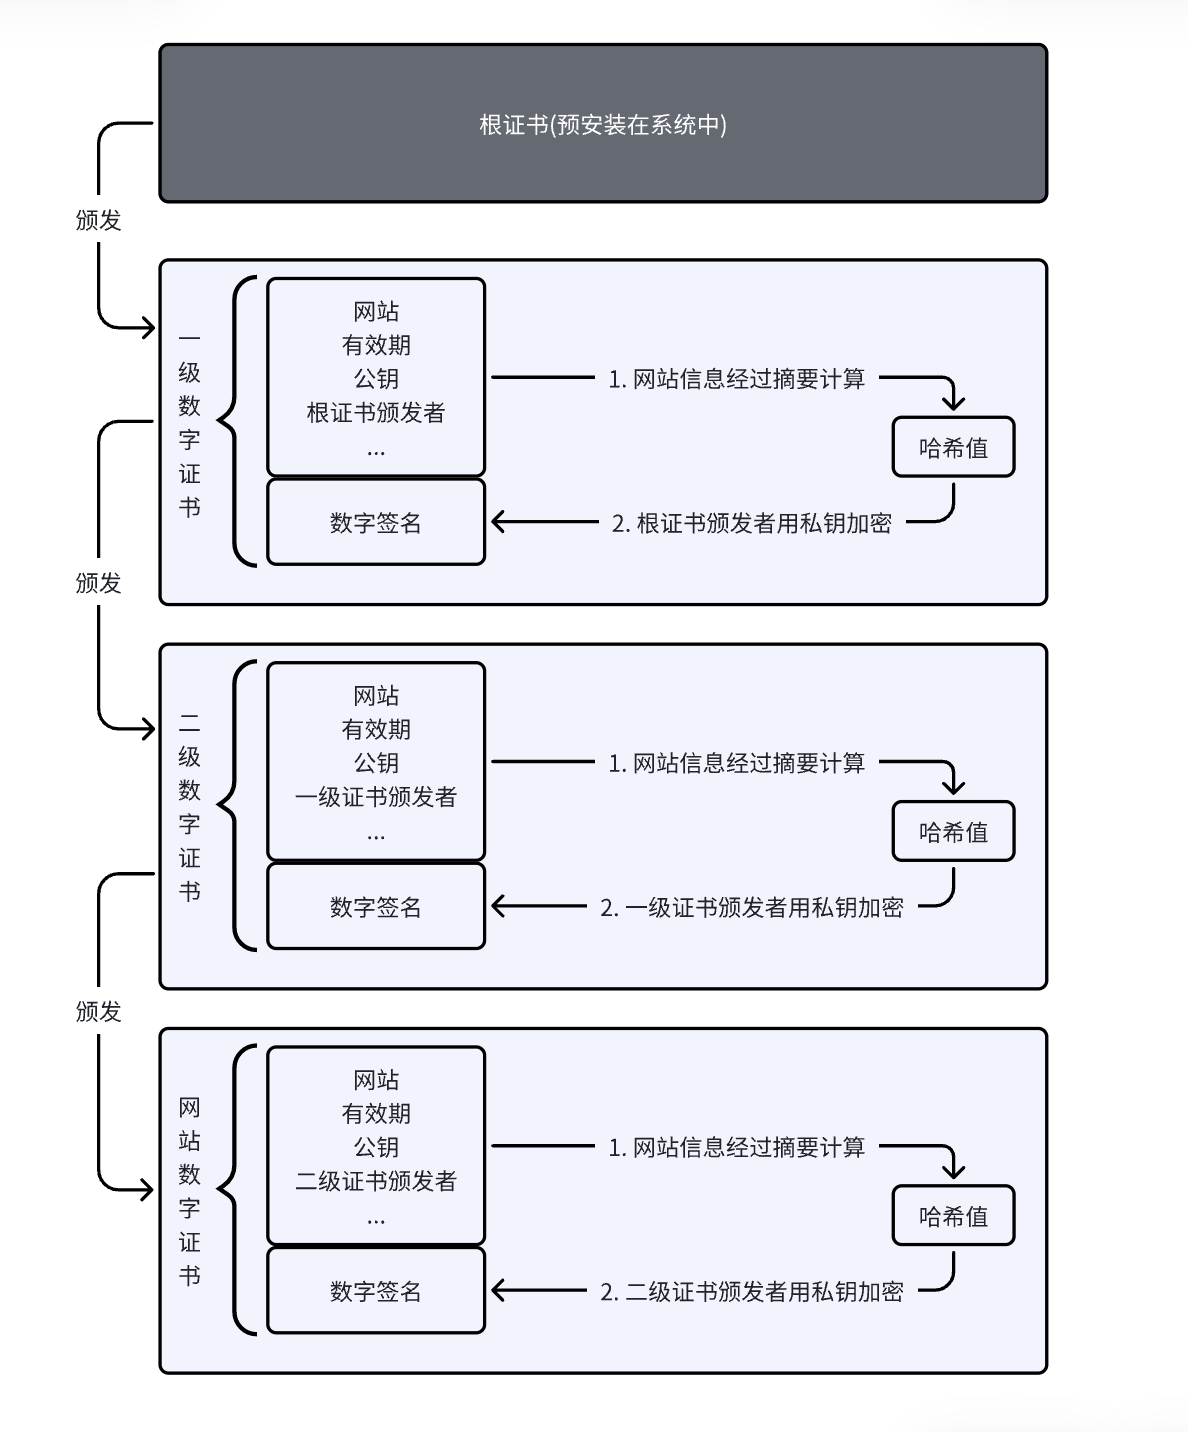 根证书(预安装在系统中)
颁发
一级数字证书
网站
有效期
公钥
根证书颁发者
...
数字签名
1. 网站信息经过摘要计算
哈希值
2. 根证书颁发者用私钥加密
颁发
二级数字证书
网站
有效期
公钥
一级证书颁发者
...
数字签名
1. 网站信息经过摘要计算
哈希值
2. 一级证书颁发者用私钥加密
颁发
网站数字证书
网站
有效期
公钥
二级证书颁发者
...
数字签名
1. 网站信息经过摘要计算
哈希值
2. 二级证书颁发者用私钥加密